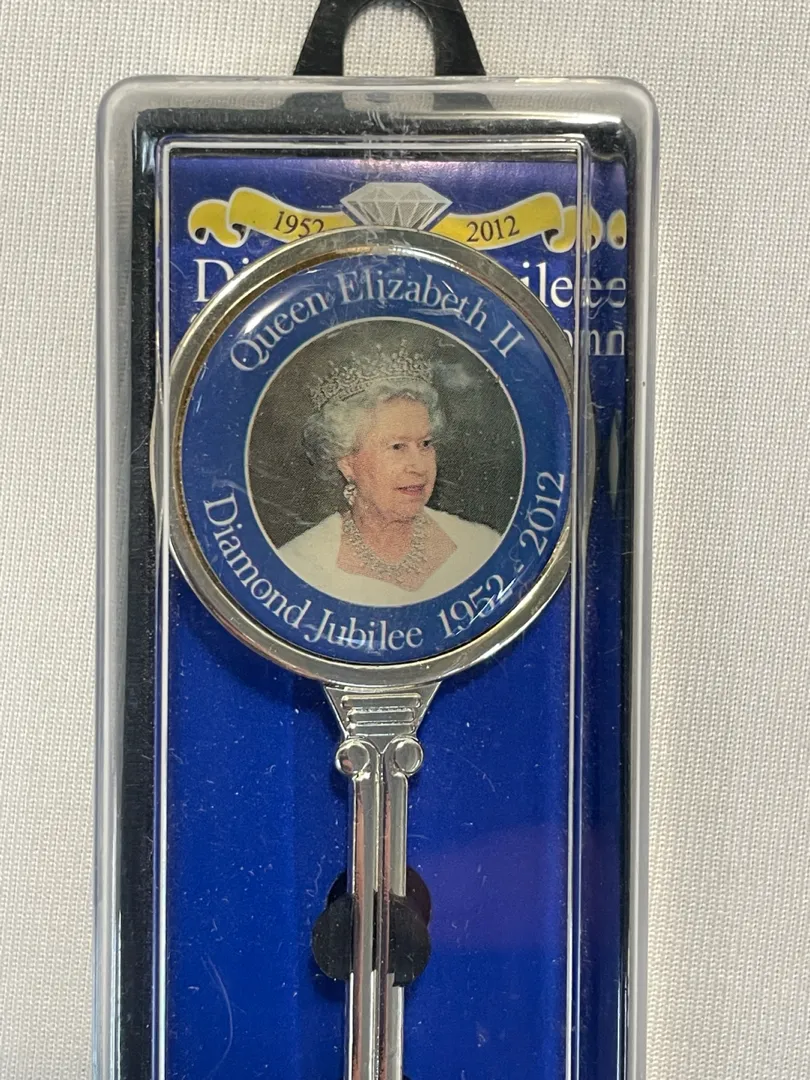 1952 2012
Queen Elizabeth II
Diamond Jubilee 1952 - 2012